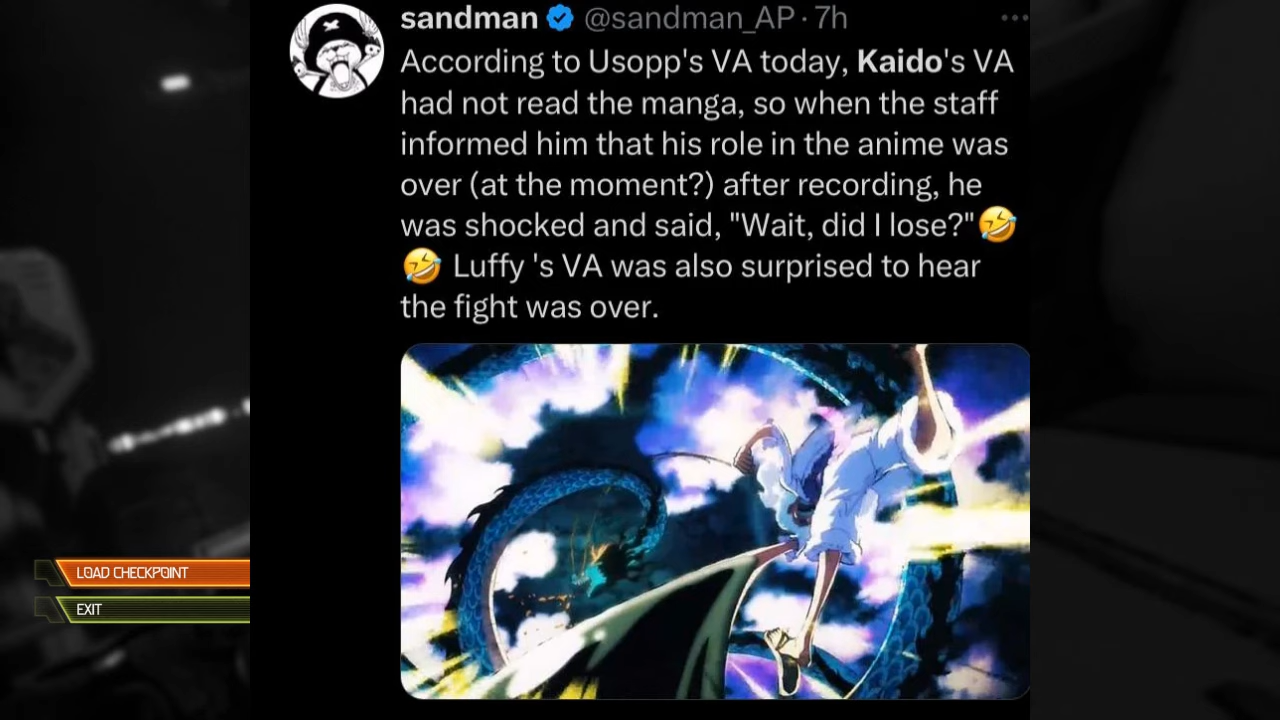 sandman @sandman_AP · 7h
According to Usopp's VA today, Kaido's VA
had not read the manga, so when the staff
informed him that his role in the anime was
over (at the moment?) after recording, he
was shocked and said, "Wait, did I lose?"🤣
🤣 Luffy 's VA was also surprised to hear
the fight was over.
LOAD CHECKPOINT
EXIT